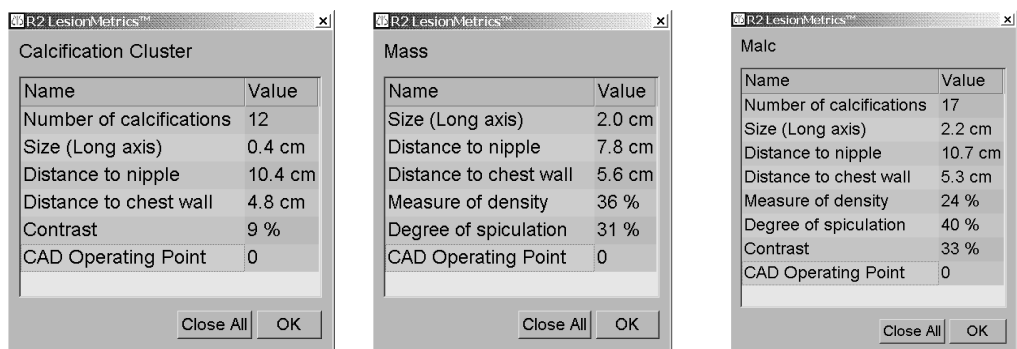 R2 LesionMetrics™
Calcification Cluster
Name Value
Number of calcifications 12
Size (Long axis) 0.4 cm
Distance to nipple 10.4 cm
Distance to chest wall 4.8 cm
Contrast 9 %
CAD Operating Point 0
Close All OK
R2 LesionMetrics™
Mass
Name Value
Size (Long axis) 2.0 cm
Distance to nipple 7.8 cm
Distance to chest wall 5.6 cm
Measure of density 36 %
Degree of spiculation 31 %
CAD Operating Point 0
Close All OK
R2 LesionMetrics™
Malc
Name Value
Number of calcifications 17
Size (Long axis) 2.2 cm
Distance to nipple 10.7 cm
Distance to chest wall 5.3 cm
Measure of density 24 %
Degree of spiculation 40 %
Contrast 33 %
CAD Operating Point 0
Close All OK